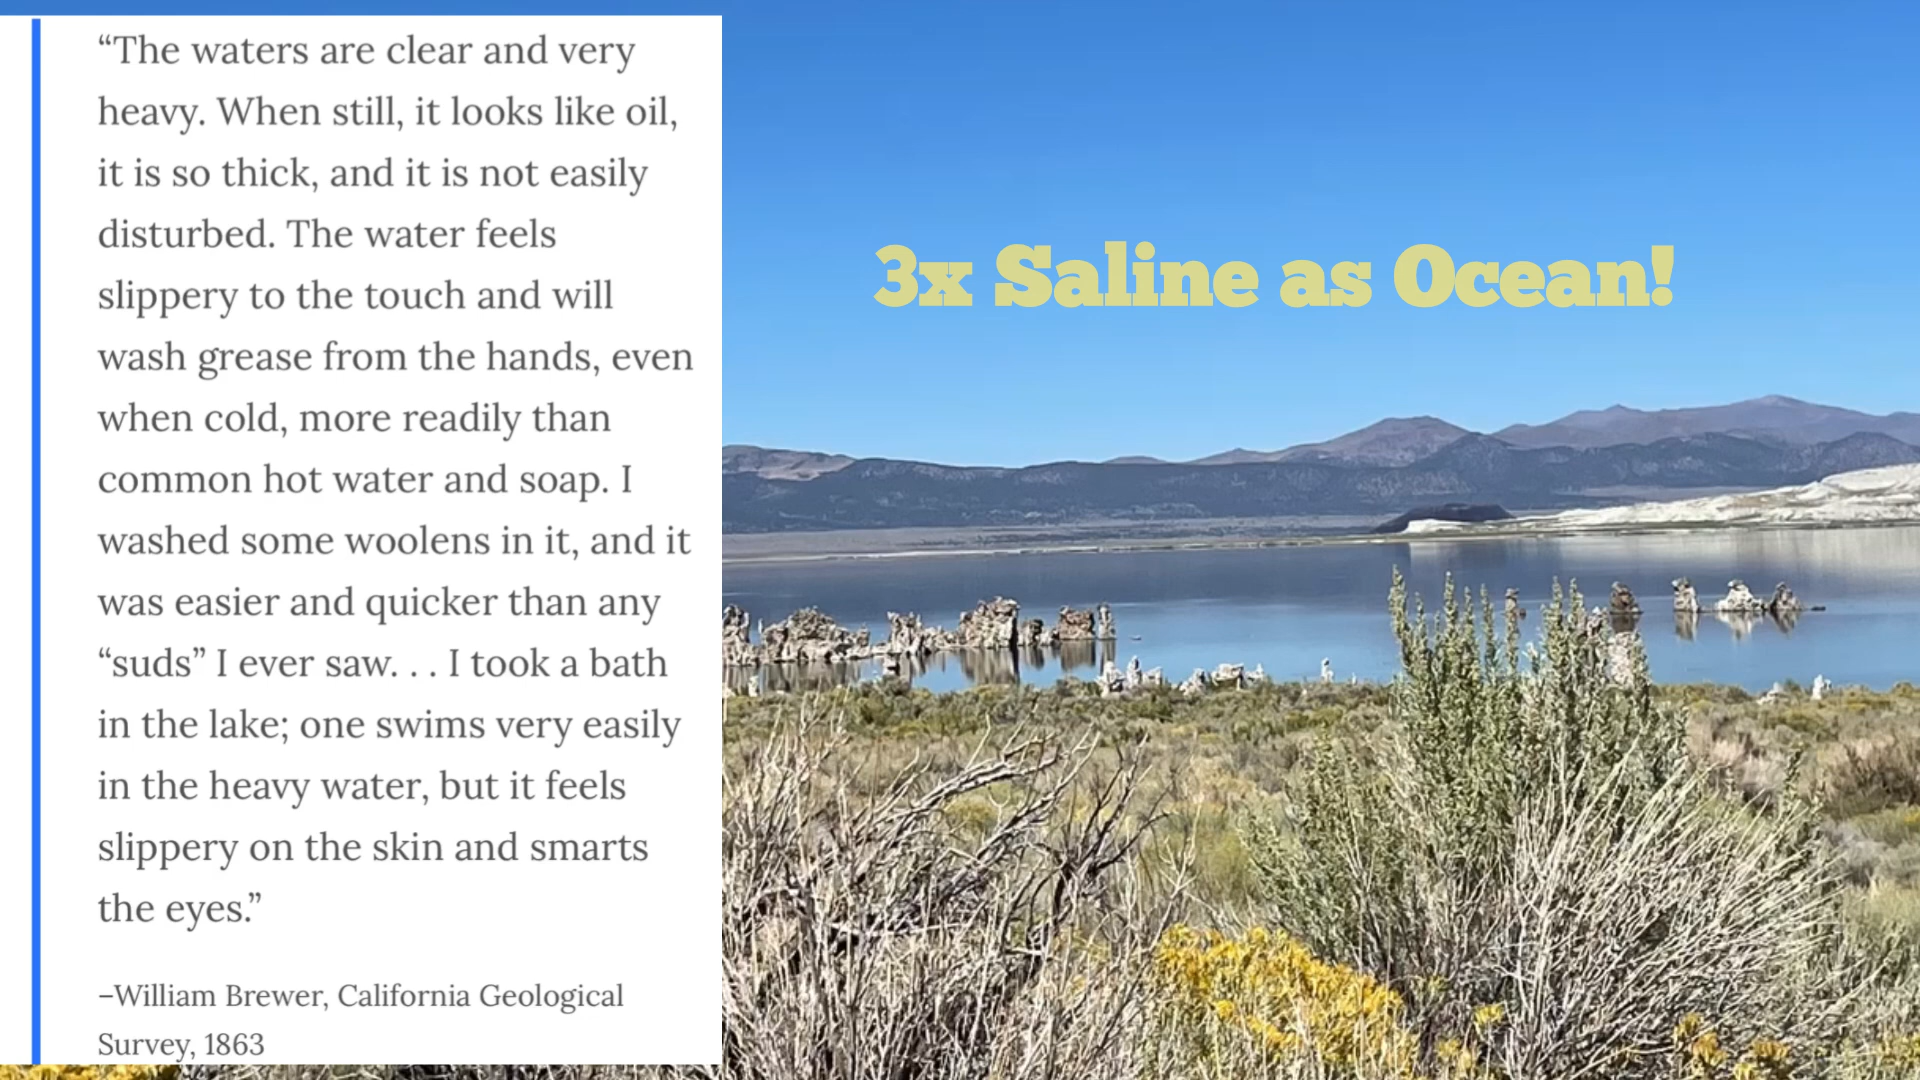 “The waters are clear and very
heavy. When still, it looks like oil,
it is so thick, and it is not easily
disturbed. The water feels
slippery to the touch and will
wash grease from the hands, even
when cold, more readily than
common hot water and soap. I
washed some woolens in it, and it
was easier and quicker than any
“suds” I ever saw. . . I took a bath
in the lake; one swims very easily
in the heavy water, but it feels
slippery on the skin and smarts
the eyes.”
–William Brewer, California Geological
Survey, 1863
3x Saline as Ocean!